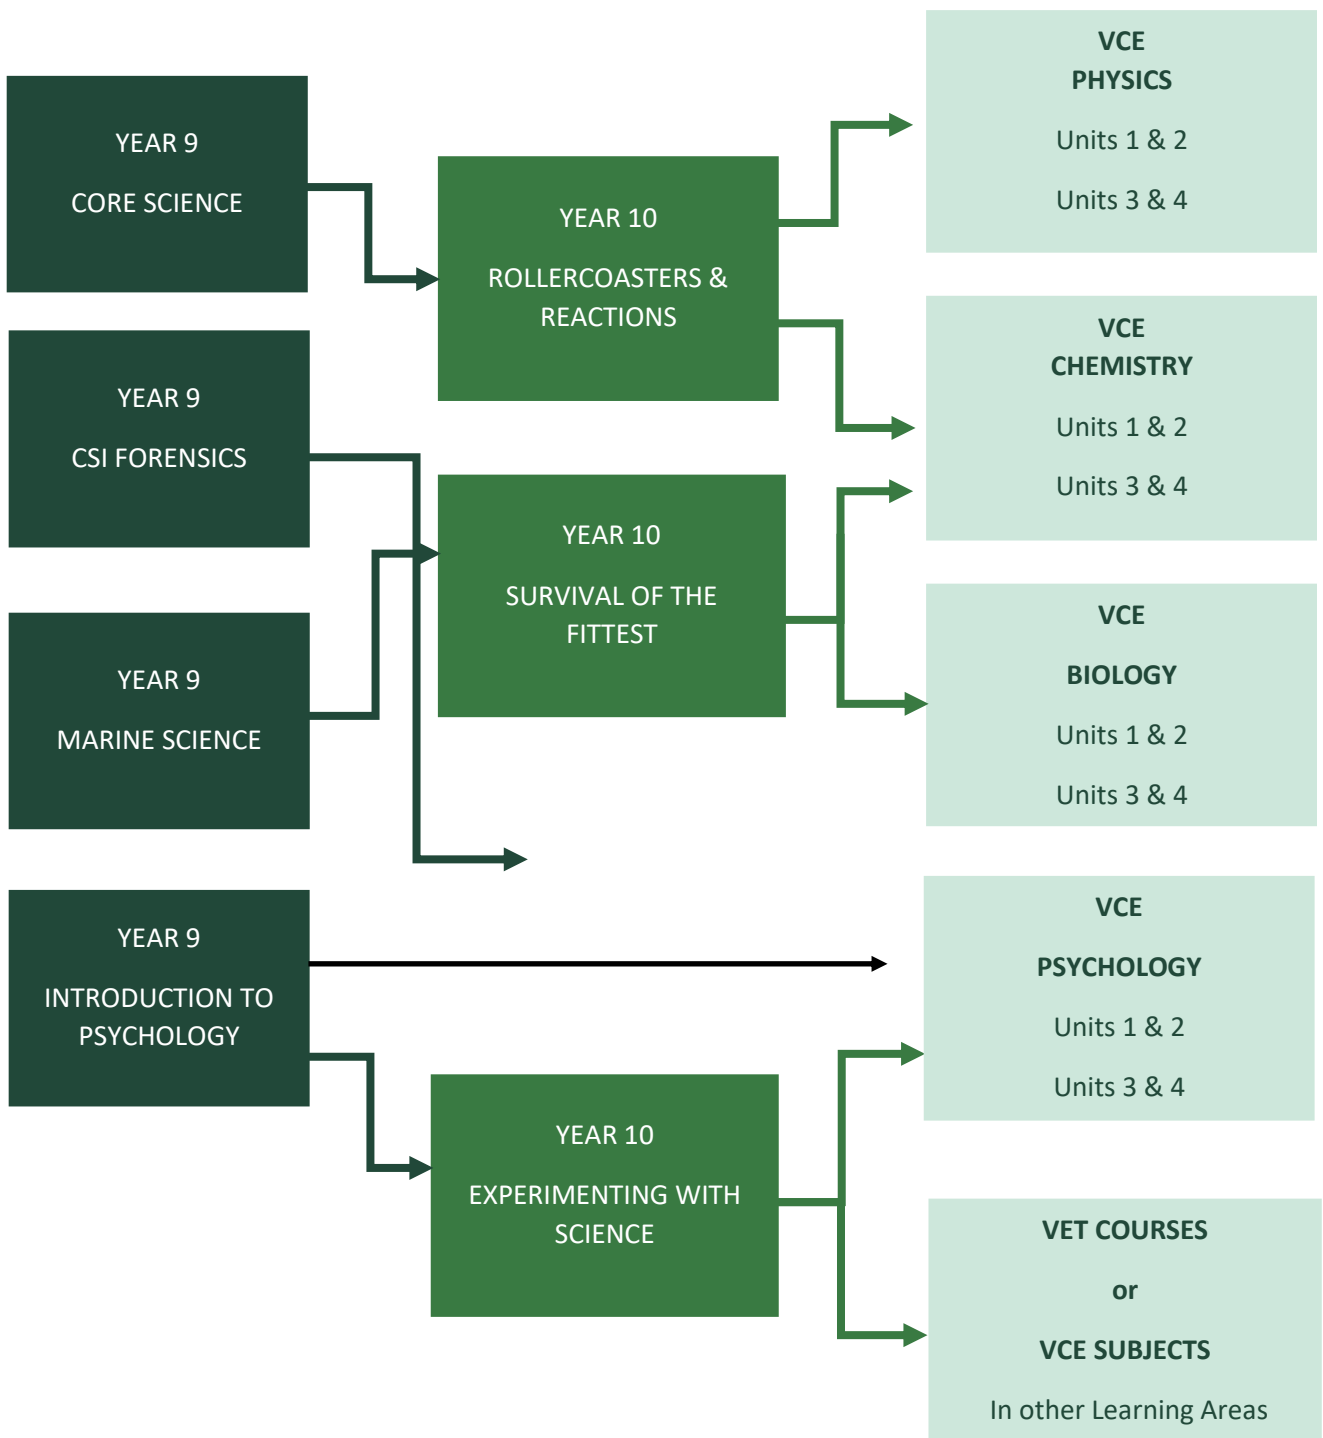 YEAR 9
CORE SCIENCE
YEAR 9
CSI FORENSICS
YEAR 9
MARINE SCIENCE
YEAR 9
INTRODUCTION TO
PSYCHOLOGY
YEAR 10
ROLLERCOASTERS &
REACTIONS
YEAR 10
SURVIVAL OF THE
FITTEST
YEAR 10
EXPERIMENTING WITH
SCIENCE
VCE
PHYSICS
Units 1 & 2
Units 3 & 4
VCE
CHEMISTRY
Units 1 & 2
Units 3 & 4
VCE
BIOLOGY
Units 1 & 2
Units 3 & 4
VCE
PSYCHOLOGY
Units 1 & 2
Units 3 & 4
VET COURSES
or
VCE SUBJECTS
In other Learning Areas